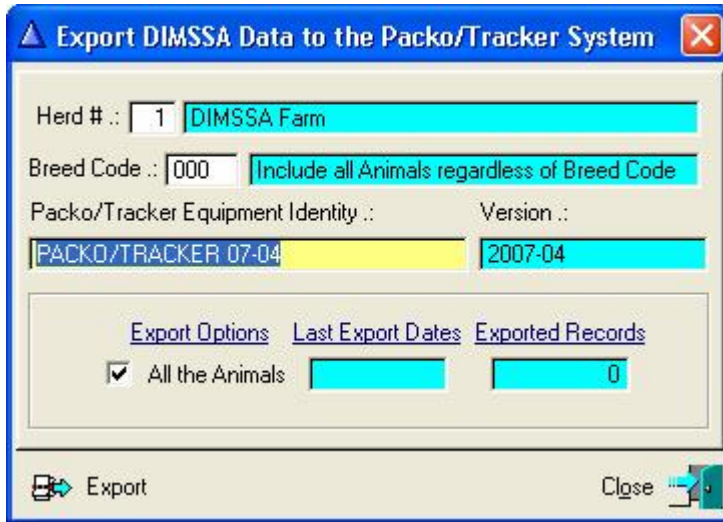 Export DIMSSA Data to the Packo/Tracker System
Herd # .: 1 DIMSSA Farm
Breed Code .: 000 Include all Animals regardless of Breed Code
Packo/Tracker Equipment Identity .: Version .:
PACKO/TRACKER 07-04 2007-04
Export Options Last Export Dates Exported Records
All the Animals 0
Export Close